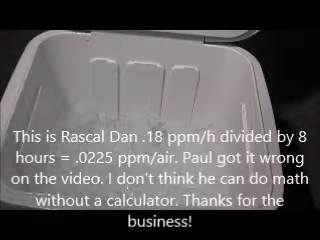 This is Rascal Dan .18 ppm/h divided by 8
hours = .0225 ppm/air. Paul got it wrong
on the video. I don't think he can do math
without a calculator. Thanks for the
business!